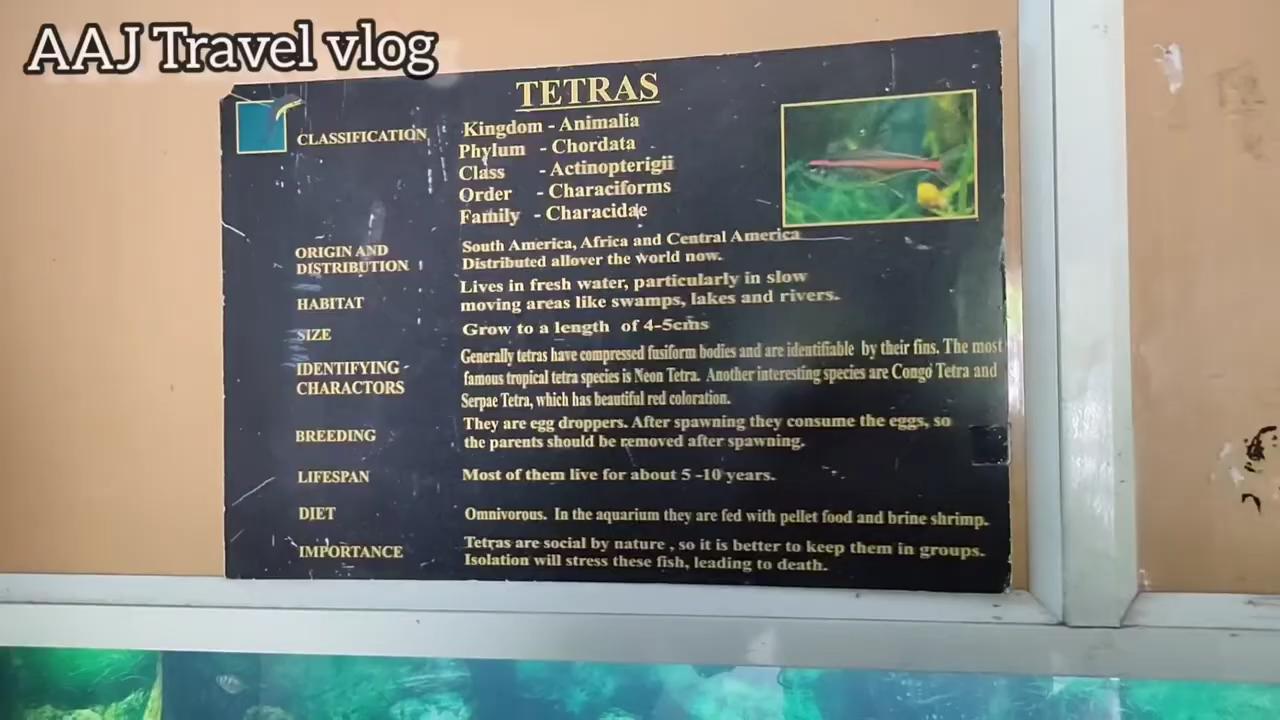 AAJ Travel vlog
TETRAS
CLASSIFICATION
Kingdom - Animalia
Phylum - Chordata
Class - Actinopterigii
Order - Characiforms
Family - Characidae
ORIGIN AND
DISTRIBUTION
South America, Africa and Central America
Distributed allover the world now.
HABITAT
Lives in fresh water, particularly in slow
moving areas like swamps, lakes and rivers.
SIZE
Grow to a length of 4-5cms
IDENTIFYING
CHARACTORS
Generally tetras have compressed fusiform bodies and are identifiable by their fins. The most
famous tropical tetra species is Neon Tetra. Another interesting species are Congo Tetra and
Serpae Tetra, which has beautiful red coloration.
BREEDING
They are egg droppers. After spawning they consume the eggs, so
the parents should be removed after spawning.
LIFESPAN
Most of them live for about 5 -10 years.
DIET
Omnivorous. In the aquarium they are fed with pellet food and brine shrimp.
IMPORTANCE
Tetras are social by nature , so it is better to keep them in groups.
Isolation will stress these fish, leading to death.